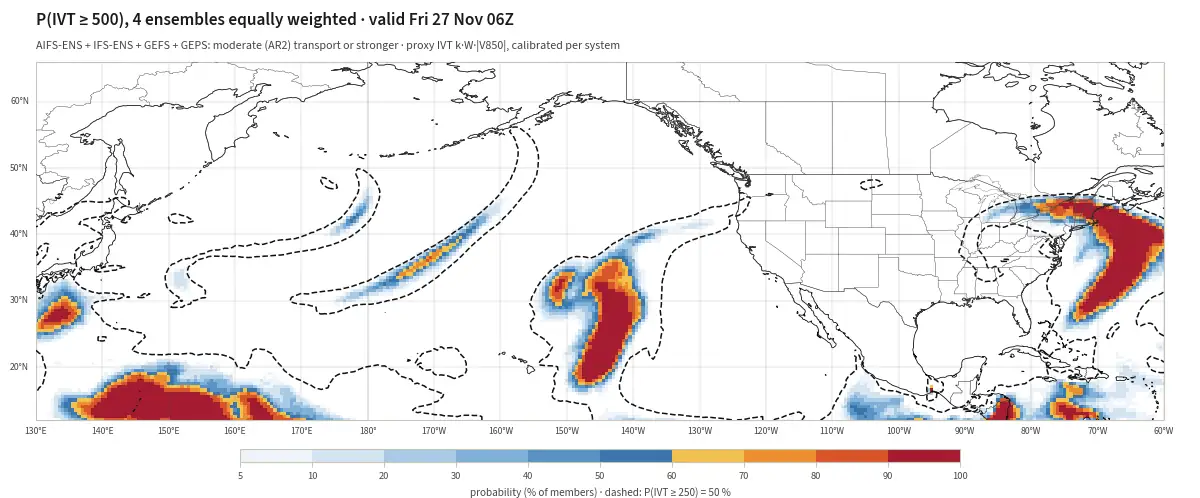 P(IVT ≥ 500), 4 ensembles equally weighted · valid Fri 27 Nov 06Z
AIFS-ENS + IFS-ENS + GEFS + GEPS: moderate (AR2) transport or stronger · proxy IVT k·W·|V850|, calibrated per system
60°N
50°N
40°N
30°N
20°N
130°E 140°E 150°E 160°E 170°E 180° 170°W 160°W 150°W 140°W 130°W 120°W 110°W 100°W 90°W 80°W 70°W 60°W
5 10 20 30 40 50 60 70 80 90 100
probability (% of members) · dashed: P(IVT ≥ 250) = 50 %